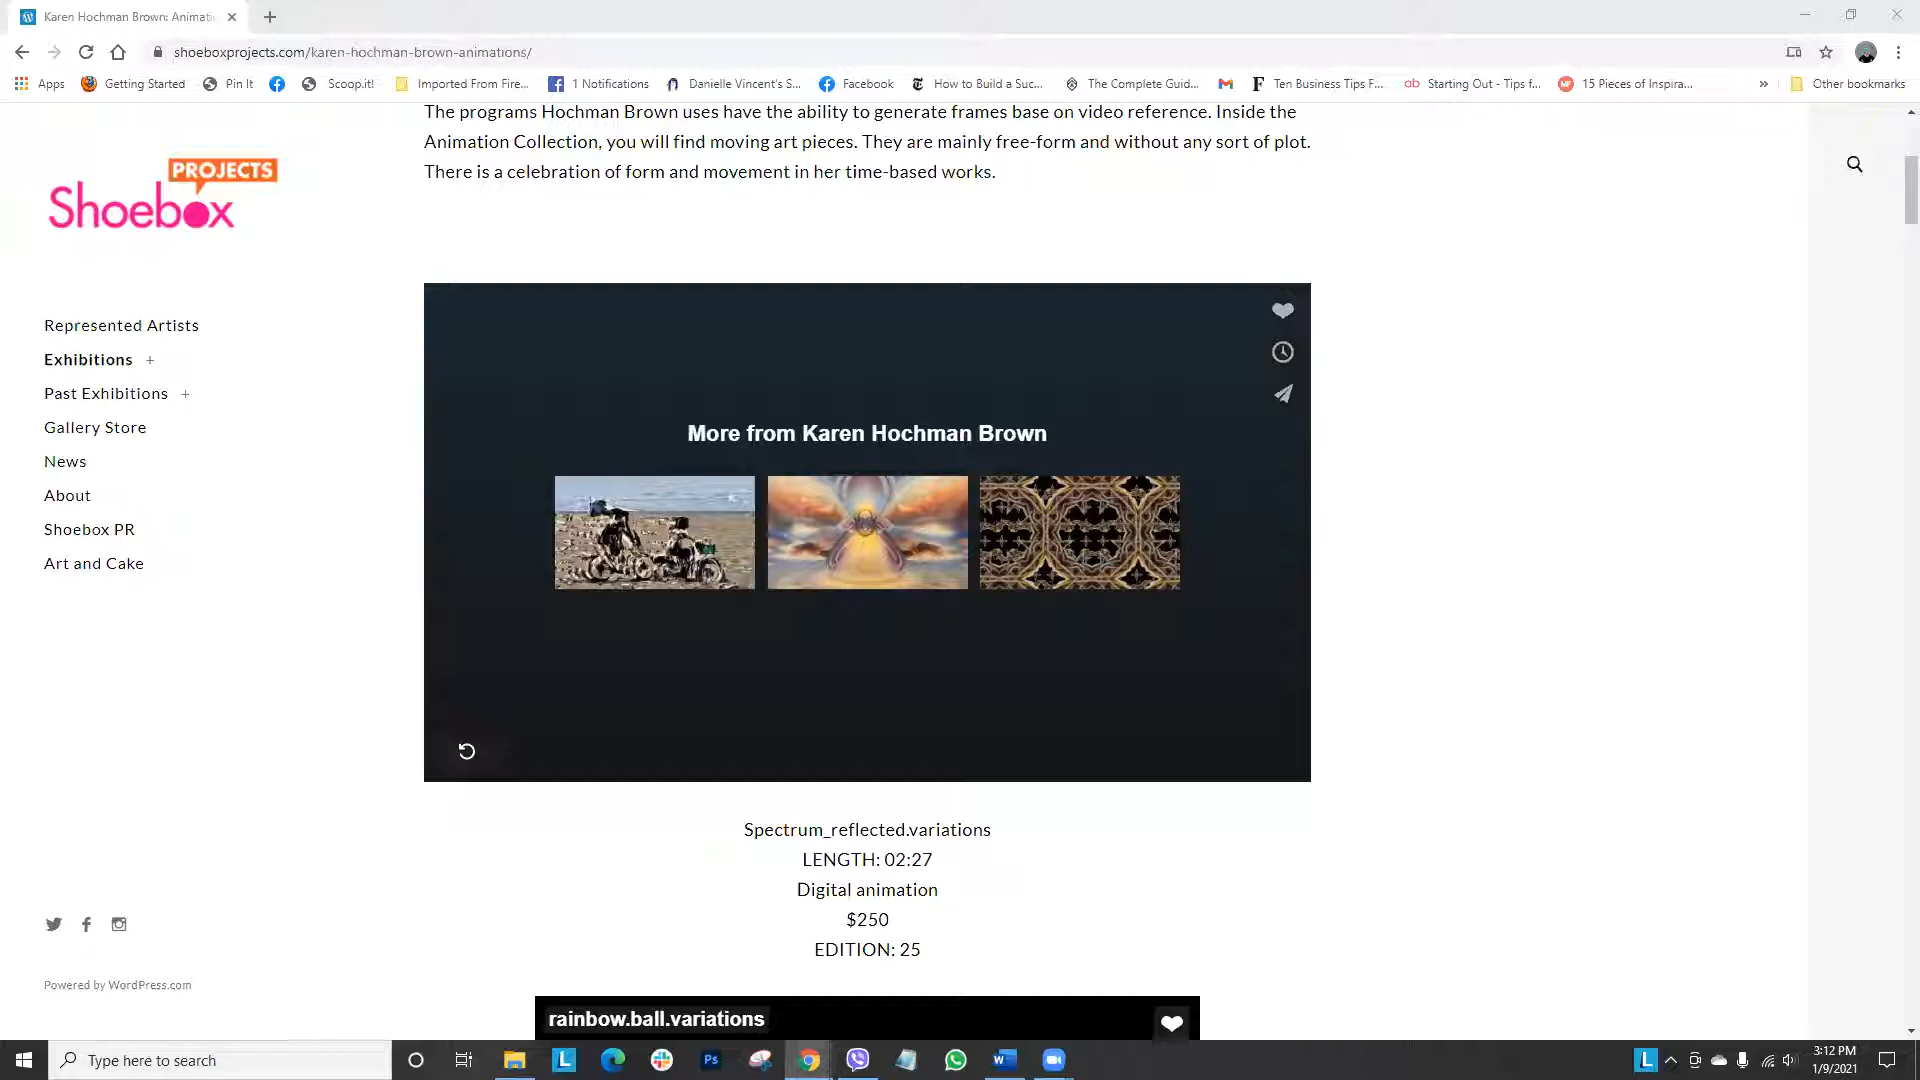 Karen Hochman Brown: Animati
shoeboxprojects.com/karen-hochman-brown-animations/
Apps
Getting Started
Pin It
Scoop.it!
Imported From Fire...
1 Notifications
Danielle Vincent's S...
Facebook
How to Build a Suc...
The Complete Guid...
Ten Business Tips F...
Starting Out - Tips f...
15 Pieces of Inspira...
»
Other bookmarks
The programs Hochman Brown uses have the ability to generate frames base on video reference. Inside the
Animation Collection, you will find moving art pieces. They are mainly free-form and without any sort of plot.
There is a celebration of form and movement in her time-based works.
PROJECTS
Shoebox
Represented Artists
Exhibitions +
Past Exhibitions +
Gallery Store
News
About
Shoebox PR
Art and Cake
More from Karen Hochman Brown
Spectrum_reflected.variations
LENGTH: 02:27
Digital animation
$250
EDITION: 25
Powered by WordPress.com
rainbow.ball.variations
Type here to search
3:12 PM
1/9/2021